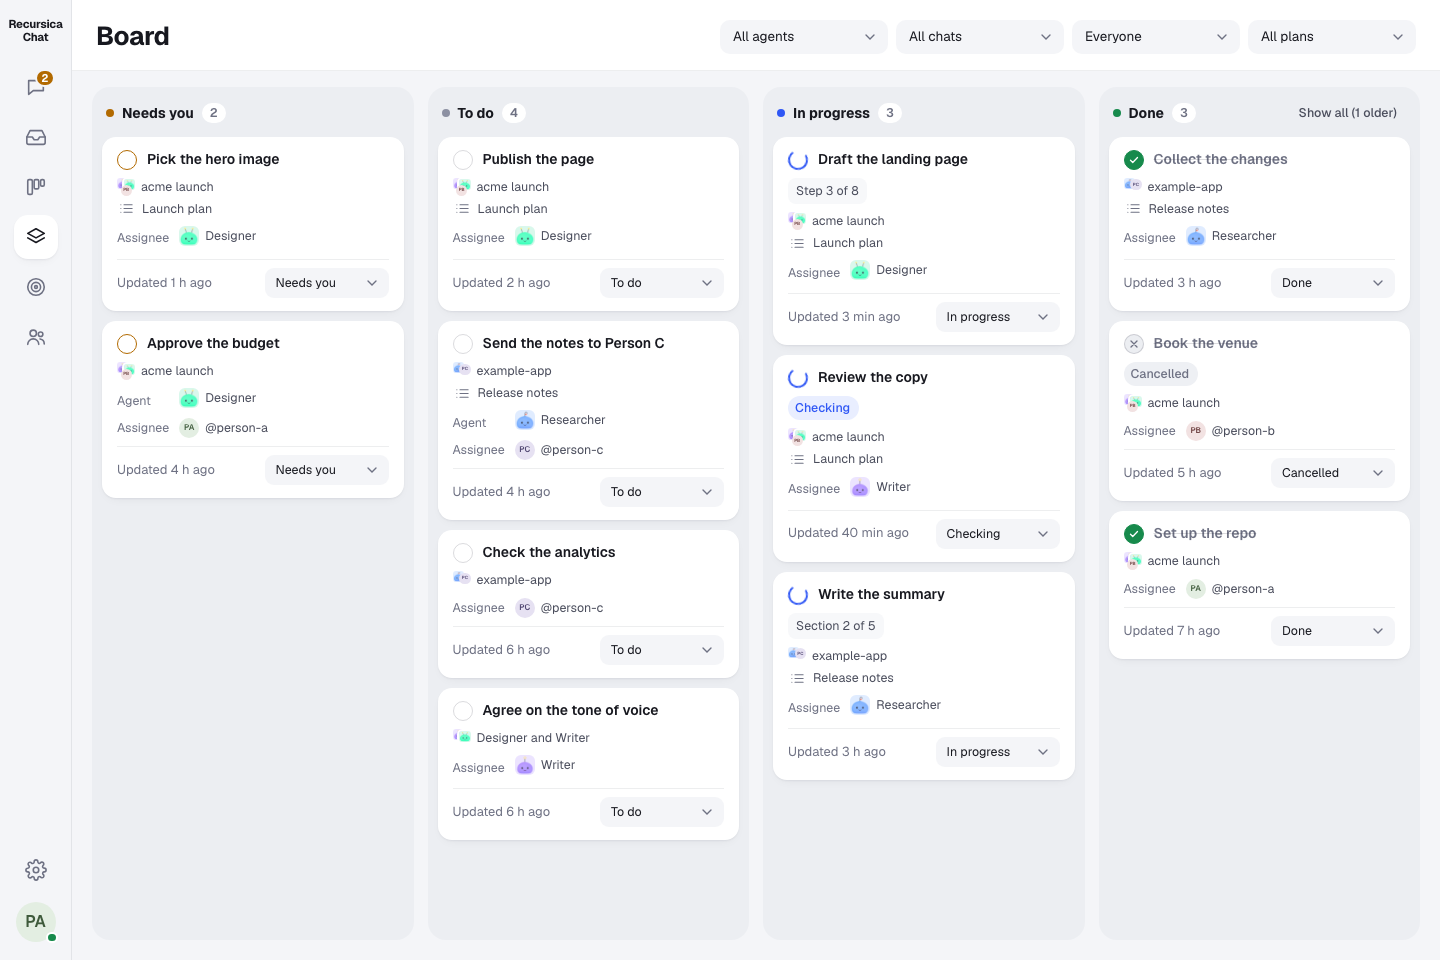 Recursica
Chat
2
PA
Board
All agents
All chats
Everyone
All plans
Needs you 2
Pick the hero image
acme launch
Launch plan
Assignee Designer
Updated 1 h ago Needs you
Approve the budget
acme launch
Agent Designer
Assignee PA @person-a
Updated 4 h ago Needs you
To do 4
Publish the page
acme launch
Launch plan
Assignee Designer
Updated 2 h ago To do
Send the notes to Person C
example-app
Release notes
Agent Researcher
Assignee PC @person-c
Updated 4 h ago To do
Check the analytics
example-app
Assignee PC @person-c
Updated 6 h ago To do
Agree on the tone of voice
Designer and Writer
Assignee Writer
Updated 6 h ago To do
In progress 3
Draft the landing page
Step 3 of 8
acme launch
Launch plan
Assignee Designer
Updated 3 min ago In progress
Review the copy
Checking
acme launch
Launch plan
Assignee Writer
Updated 40 min ago Checking
Write the summary
Section 2 of 5
example-app
Release notes
Assignee Researcher
Updated 3 h ago In progress
Done 3 Show all (1 older)
Collect the changes
example-app
Release notes
Assignee Researcher
Updated 3 h ago Done
Book the venue
Cancelled
acme launch
Assignee PB @person-b
Updated 5 h ago Cancelled
Set up the repo
acme launch
Assignee PA @person-a
Updated 7 h ago Done